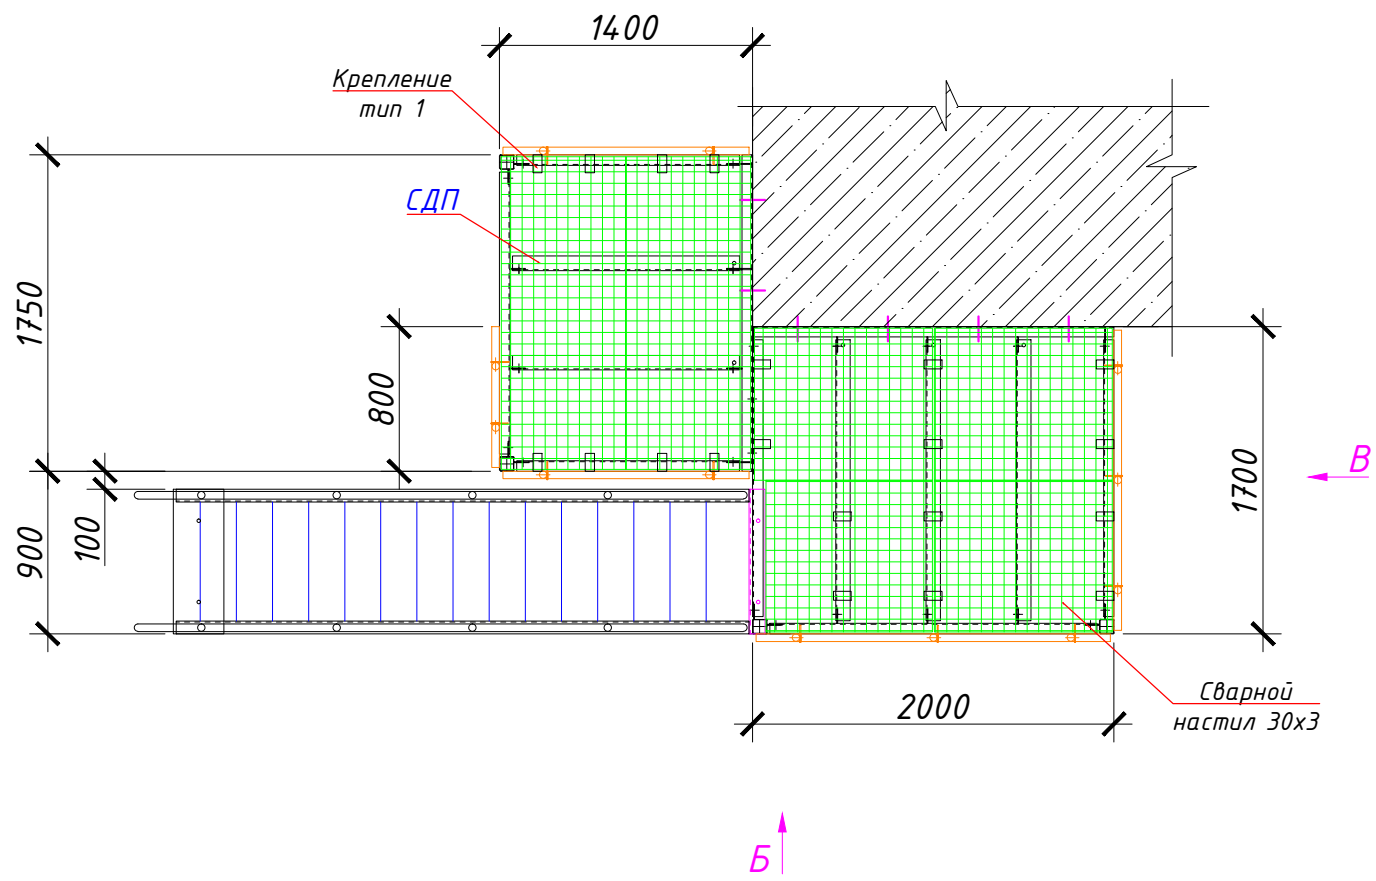 1400
Крепление
тип 1
СДП
1750
800
900
100
1700
В
2000
Сварной
настил 30х3
Б